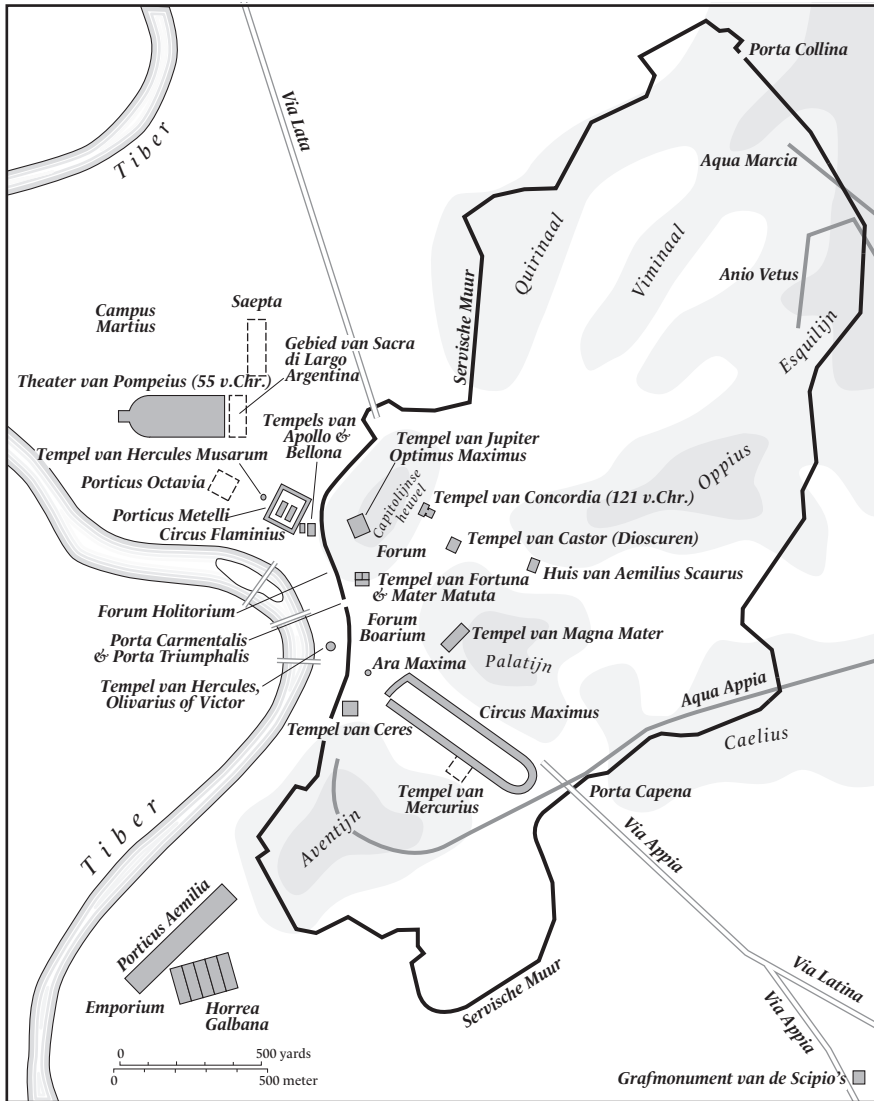 Porta Collina
Tiber
Via Lata
Aqua Marcia
Quirinaal
Viminaal
Anio Vetus
Esquilijn
Servische Muur
Campus
Martius
Saepta
Gebied van Sacra
di Largo
Argentina
Theater van Pompeius (55 v.Chr.)
Tempels van
Apollo &
Bellona
Tempel van Jupiter
Optimus Maximus
Tempel van Hercules Musarum
Porticus Octavia
Porticus Metelli
Circus Flaminius
Capitolijnse
heuvel
Oppius
Tempel van Concordia (121 v.Chr.)
Tempel van Castor (Dioscuren)
Forum
Huis van Aemilius Scaurus
Tempel van Fortuna
& Mater Matuta
Forum Holitorium
Forum
Boarium
Tempel van Magna Mater
Porta Carmentalis
& Porta Triumphalis
Ara Maxima
Palatijn
Tempel van Hercules,
Olivarius of Victor
Aqua Appia
Circus Maximus
Tempel van Ceres
Caelius
Tempel van
Mercurius
Porta Capena
Aventijn
Via Appia
Tiber
Porticus Aemilia
Emporium
Horrea
Galbana
Servische Muur
Via Latina
Via Appia
0 500 yards
0 500 meter
Grafmonument van de Scipio's